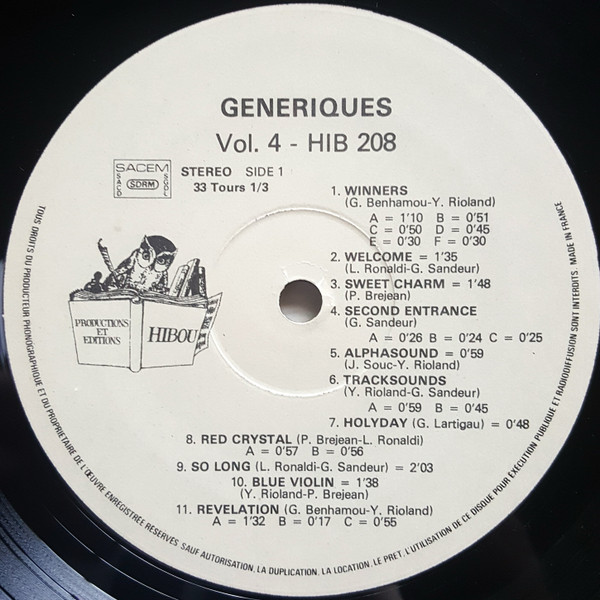 GENERIQUES
Vol. 4 - HIB 208
SACEM
SACD
SDRM
SGDL
STEREO SIDE 1
33 Tours 1/3
1. WINNERS
(G. Benhamou-Y. Rioland)
A = 1'10 B = 0'51
C = 0'50 D = 0'45
E = 0'30 F = 0'30
2. WELCOME = 1'35
(L. Ronaldi-G. Sandeur)
3. SWEET CHARM = 1'48
(P. Brejean)
4. SECOND ENTRANCE
(G. Sandeur)
A = 0'26 B = 0'24 C = 0'25
5. ALPHASOUND = 0'59
(J. Souc-Y. Rioland)
6. TRACKSOUNDS
(Y. Rioland-G. Sandeur)
A = 0'59 B = 0'45
7. HOLYDAY (G. Lartigau) = 0'48
8. RED CRYSTAL (P. Brejean-L. Ronaldi)
A = 0'57 B = 0'56
9. SO LONG (L. Ronaldi-G. Sandeur) = 2'03
10. BLUE VIOLIN = 1'38
(Y. Rioland-P. Brejean)
11. REVELATION (G. Benhamou-Y. Rioland)
A = 1'32 B = 0'17 C = 0'55
PRODUCTIONS
ET
EDITIONS
HIBOU
TOUS DROITS DU PRODUCTEUR PHONOGRAPHIQUE ET DU PROPRIETAIRE DE L'ŒUVRE ENREGISTREE RESERVES SAUF AUTORISATION, LA DUPLICATION, LA LOCATION, LE PRET, L'UTILISATION DE CE DISQUE POUR EXECUTION PUBLIQUE ET RADIODIFFUSION SONT INTERDITS. MADE IN FRANCE